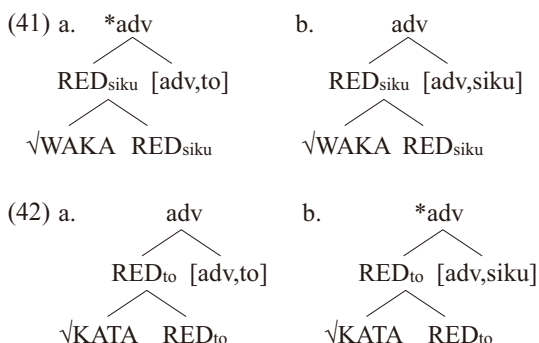 (41) a. *adv b. adv
REDsiku [adv,to] REDsiku [adv,siku]
√WAKA REDsiku √WAKA REDsiku
(42) a. adv b. *adv
REDto [adv,to] REDto [adv,siku]
√KATA REDto √KATA REDto